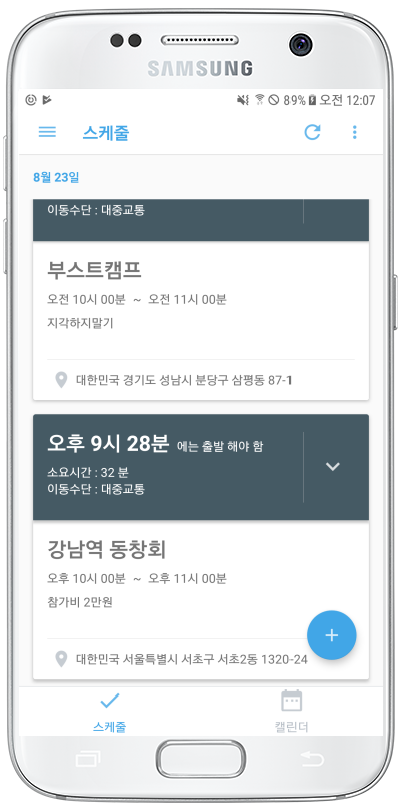 SAMSUNG
89% 오전 12:07
스케줄
8월 23일
이동수단 : 대중교통
부스트캠프
오전 10시 00분 ~ 오전 11시 00분
지각하지말기
대한민국 경기도 성남시 분당구 삼평동 87-1
오후 9시 28분 에는 출발 해야 함
소요시간 : 32 분
이동수단 : 대중교통
강남역 동창회
오후 10시 00분 ~ 오후 11시 00분
참가비 2만원
대한민국 서울특별시 서초구 서초2동 1320-24
스케줄 캘린더